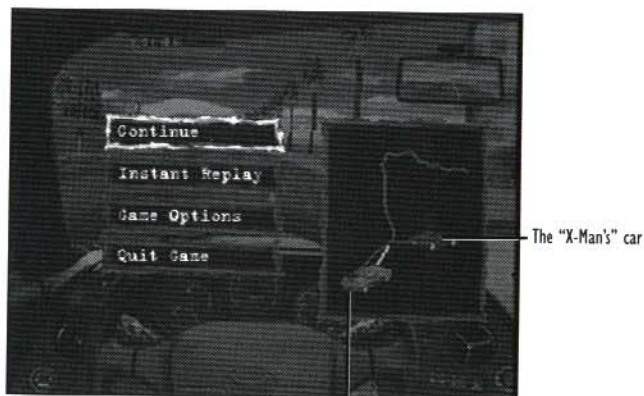 Continue
Instant Replay
Game Options
Quit Game
The "X-Man's" car